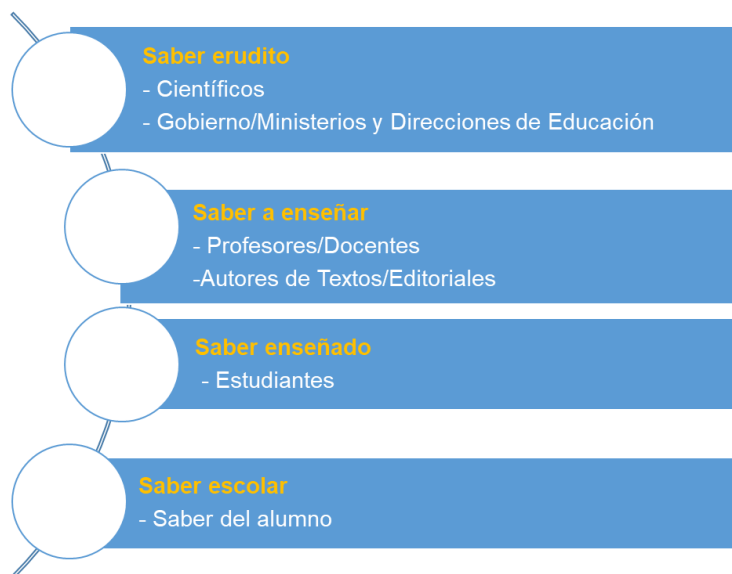 Saber erudito
- Científicos
- Gobierno/Ministerios y Direcciones de Educación
Saber a enseñar
- Profesores/Docentes
-Autores de Textos/Editoriales
Saber enseñado
- Estudiantes
Saber escolar
- Saber del alumno